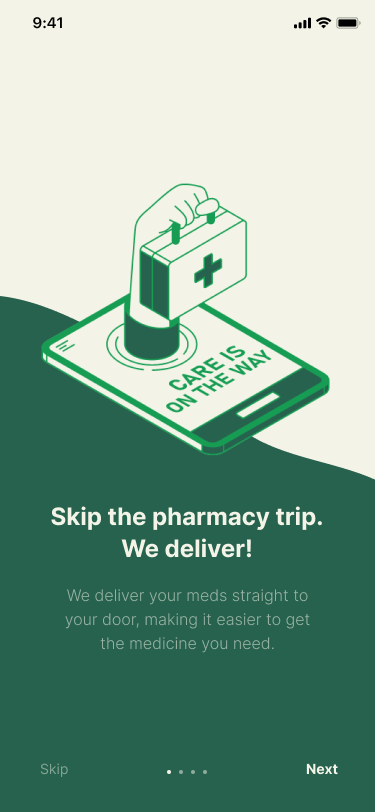 9:41
CARE IS
ON THE WAY
Skip the pharmacy trip.
We deliver!
We deliver your meds straight to
your door, making it easier to get
the medicine you need.
Skip
Next